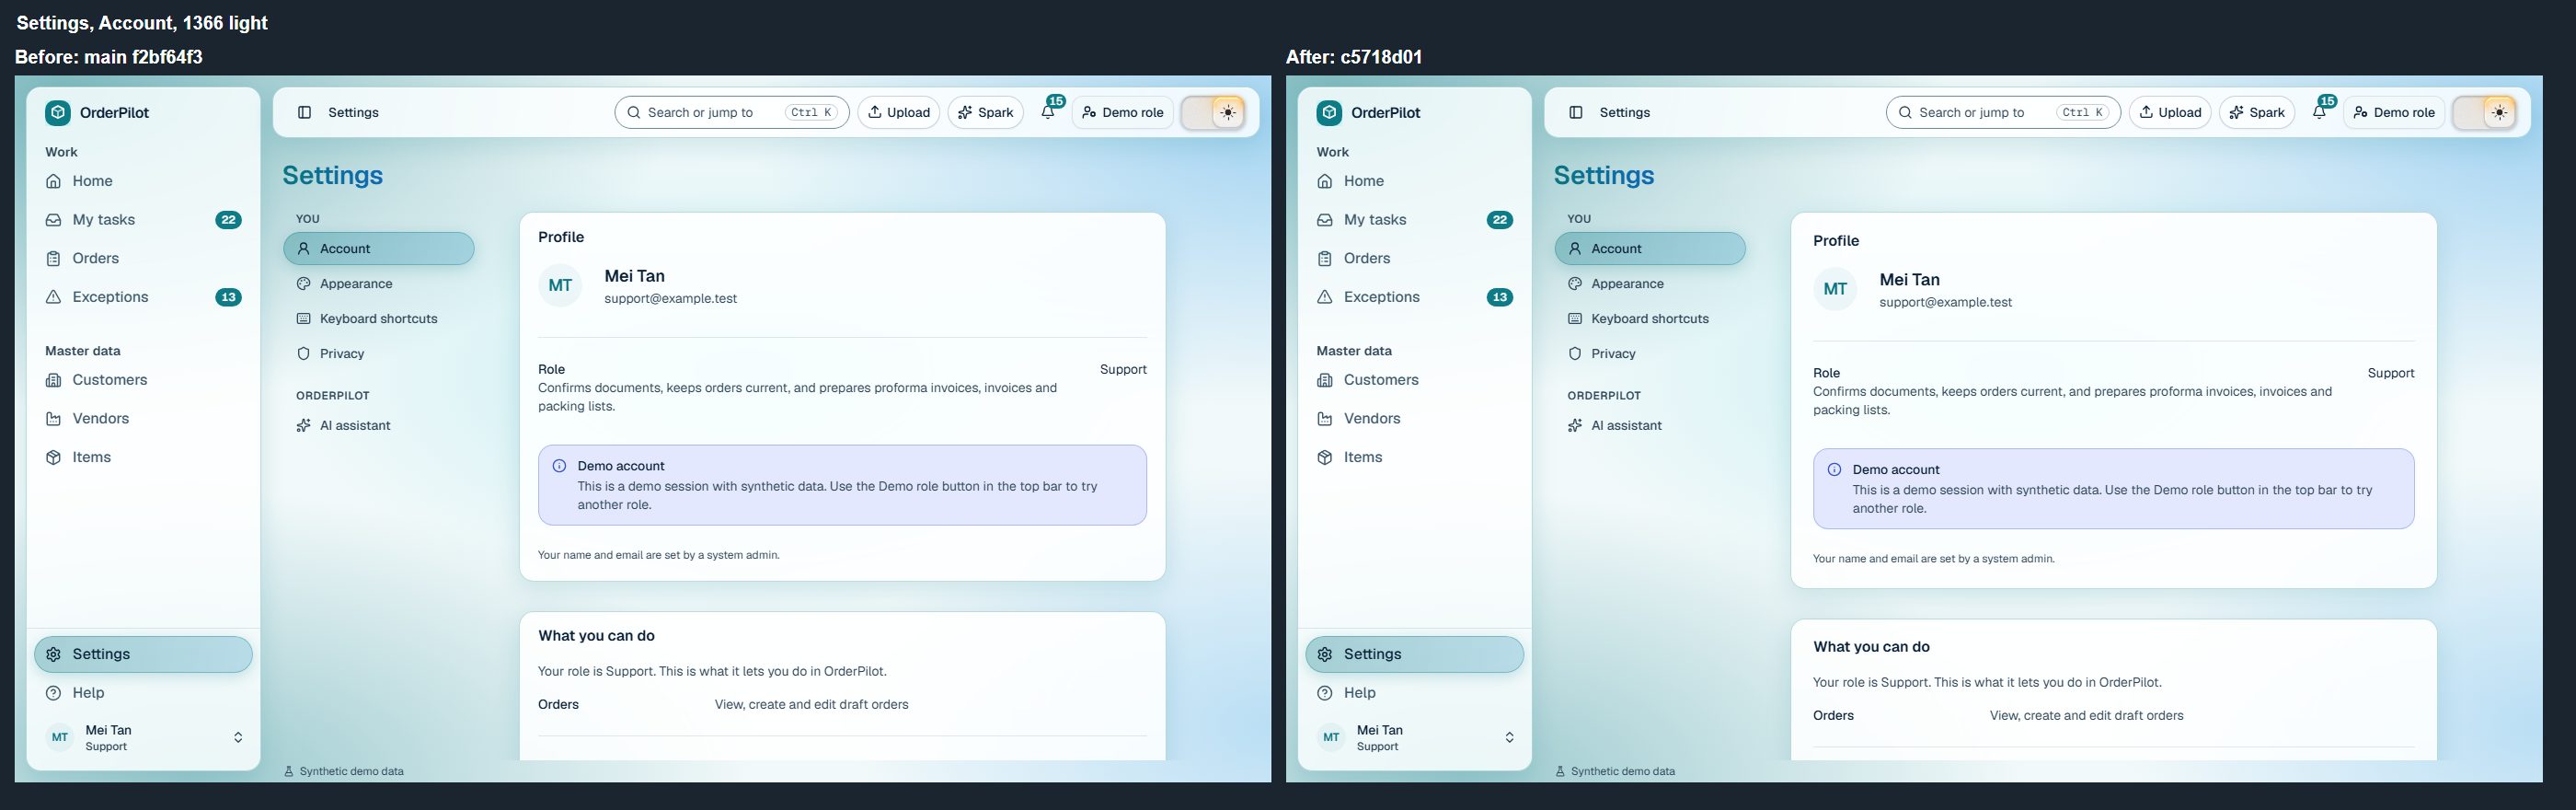 Settings, Account, 1366 light
Before: main f2bf64f3
OrderPilot
Work
Home
My tasks 22
Orders
Exceptions 13
Master data
Customers
Vendors
Items
Settings
Help
MT Mei Tan
Support
Settings
Search or jump to Ctrl K
Upload
Spark
15
Demo role
Settings
YOU
Account
Appearance
Keyboard shortcuts
Privacy
ORDERPILOT
AI assistant
Profile
MT Mei Tan
support@example.test
Role Support
Confirms documents, keeps orders current, and prepares proforma invoices, invoices and
packing lists.
Demo account
This is a demo session with synthetic data. Use the Demo role button in the top bar to try
another role.
Your name and email are set by a system admin.
What you can do
Your role is Support. This is what it lets you do in OrderPilot.
Orders View, create and edit draft orders
Synthetic demo data
After: c5718d01
OrderPilot
Work
Home
My tasks 22
Orders
Exceptions 13
Master data
Customers
Vendors
Items
Settings
Help
MT Mei Tan
Support
Settings
Search or jump to Ctrl K
Upload
Spark
15
Demo role
Settings
YOU
Account
Appearance
Keyboard shortcuts
Privacy
ORDERPILOT
AI assistant
Profile
MT Mei Tan
support@example.test
Role Support
Confirms documents, keeps orders current, and prepares proforma invoices, invoices and
packing lists.
Demo account
This is a demo session with synthetic data. Use the Demo role button in the top bar to try
another role.
Your name and email are set by a system admin.
What you can do
Your role is Support. This is what it lets you do in OrderPilot.
Orders View, create and edit draft orders
Synthetic demo data